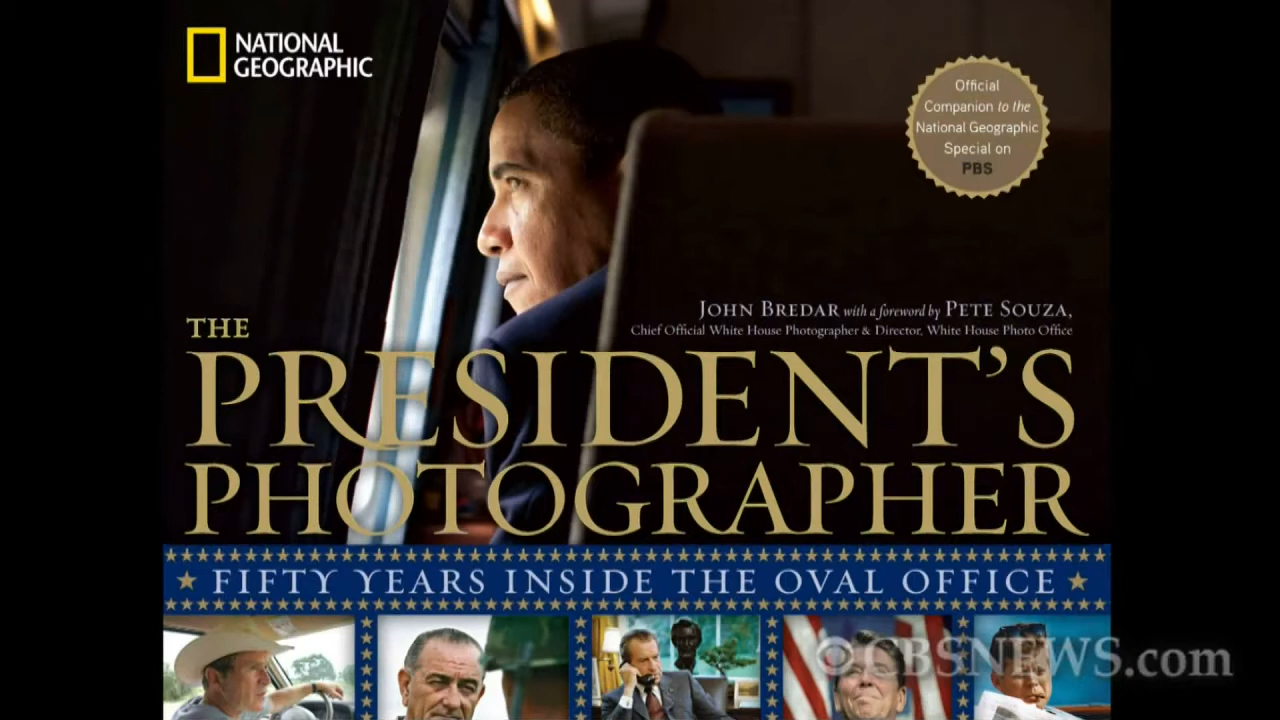 NATIONAL
GEOGRAPHIC
Official
Companion to the
National Geographic
Special on
PBS
JOHN BREDAR with a foreword by PETE SOUZA,
Chief Official White House Photographer & Director, White House Photo Office
THE
PRESIDENT'S
PHOTOGRAPHER
FIFTY YEARS INSIDE THE OVAL OFFICE
CBSNEWS.com